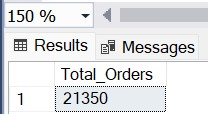 150 %
Results Messages
Total_Orders
1 21350